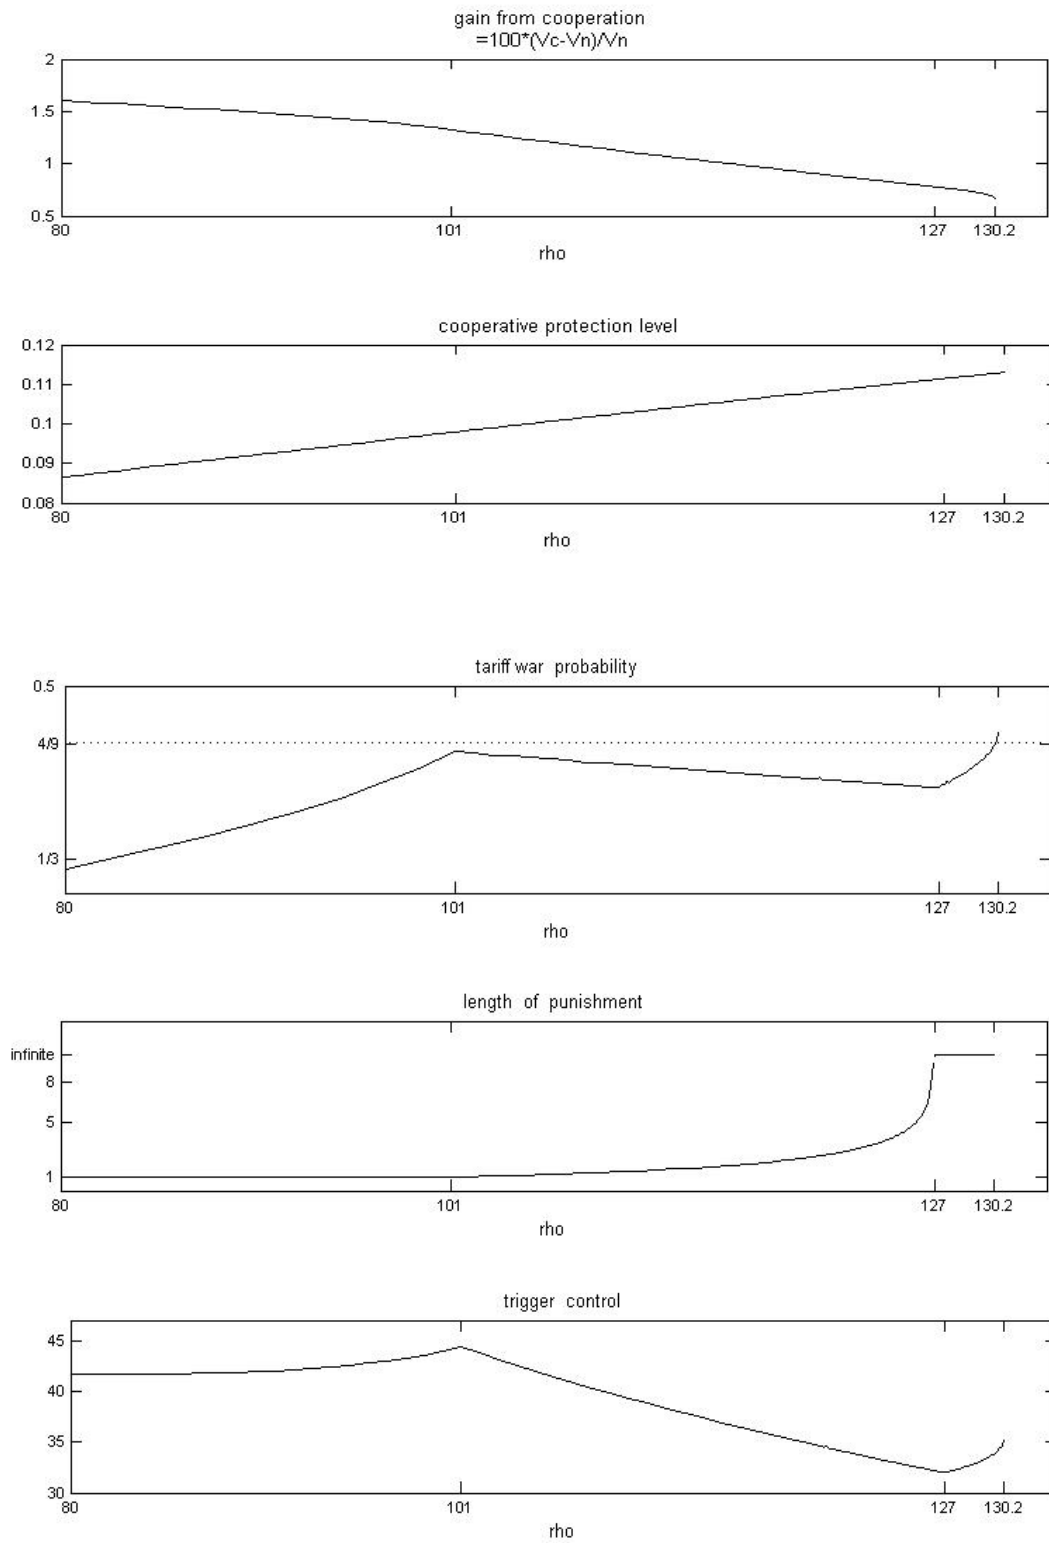 gain from cooperation
=100*(Vc-Vn)/Vn
2
1.5
1
0.5
80 101 127 130.2
rho
cooperative protection level
0.12
0.11
0.1
0.09
0.08
80 101 127 130.2
rho
tariff war probability
0.5
4/9
1/3
80 101 127 130.2
rho
length of punishment
infinite
8
5
1
80 101 127 130.2
rho
trigger control
45
40
35
30
80 101 127 130.2
rho